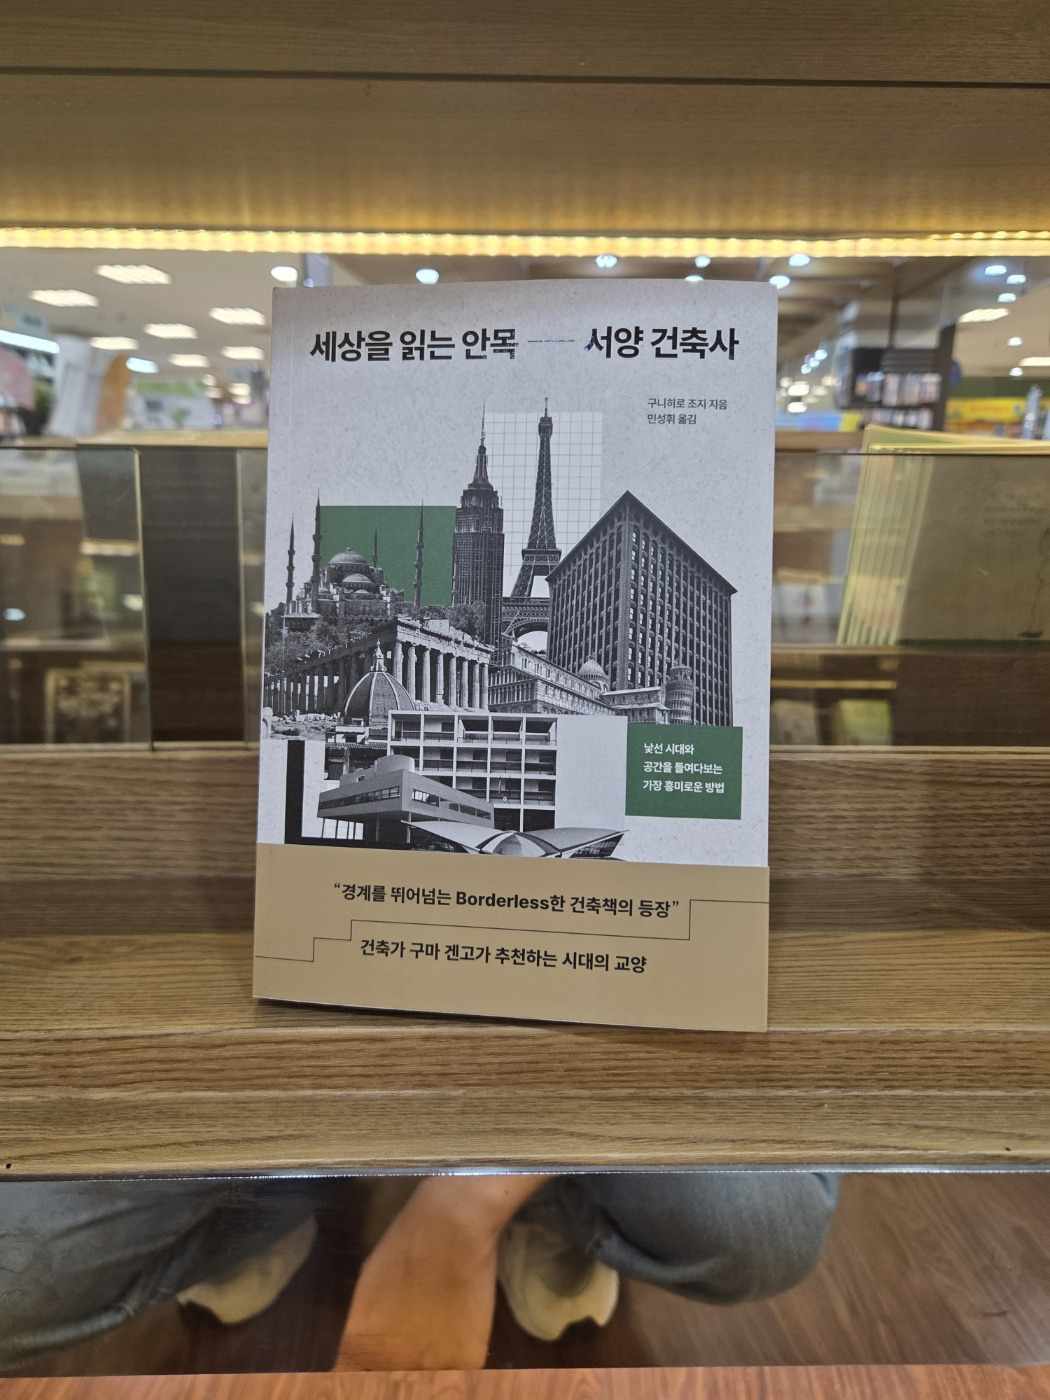 세상을 읽는 안목 — 서양 건축사
구니히로 조지 지음
민성휘 옮김
낯선 시대와
공간을 들여다보는
가장 흥미로운 방법
“경계를 뛰어넘는 Borderless한 건축책의 등장”
건축가 구마 겐고가 추천하는 시대의 교양